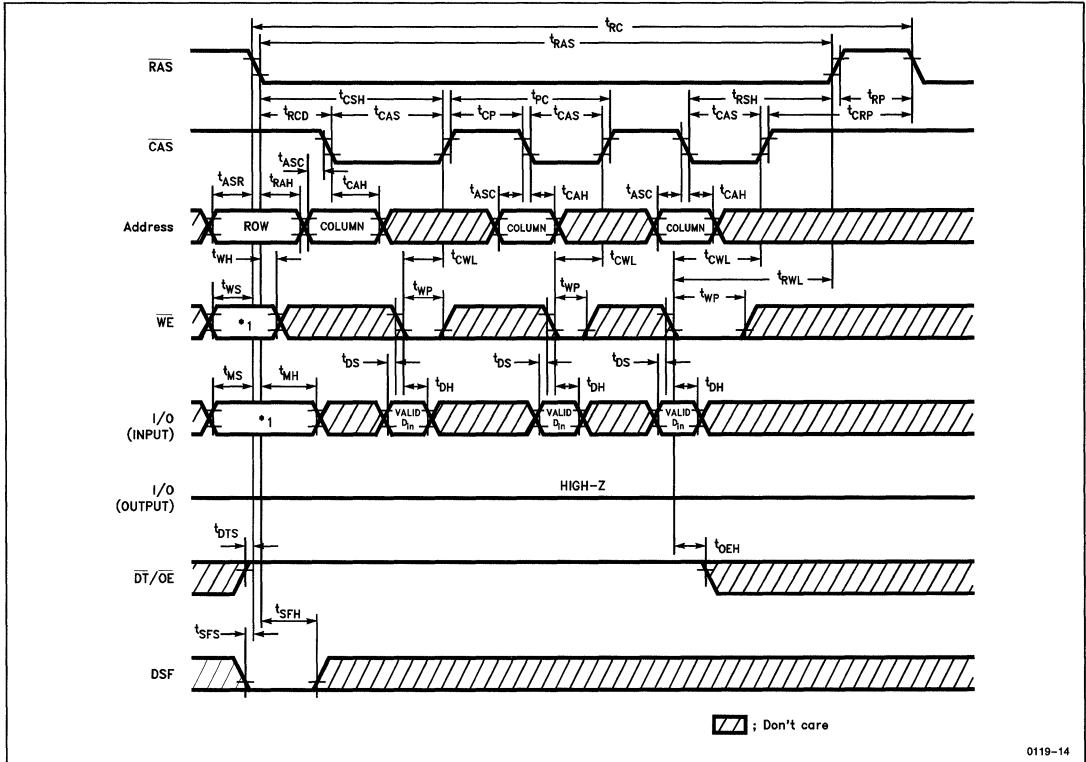 tRC
tRAS
RAS
tCSH tPC tRSH tRP
tRCD tCAS tCP tCAS tCAS tCRP
CAS
tASC
tASR tRAH tCAH tASC tCAH tASC tCAH
Address ROW COLUMN COLUMN COLUMN
tWH tCWL tCWL tCWL
tRWL
tWS tWP tWP tWP
WE *1
tDS tDS tDS
tMS tMH tDH tDH tDH
I/O (INPUT) *1 VALID Din VALID Din VALID Din
I/O (OUTPUT) HIGH-Z
tDTS tOEH
DT/OE
tSFH
tSFS
DSF
; Don't care
0119-14